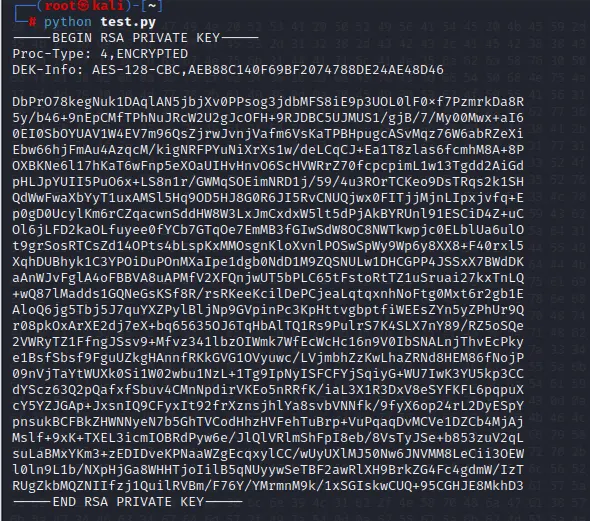 (root㉿kali)-[~]
# python test.py
-----BEGIN RSA PRIVATE KEY-----
Proc-Type: 4,ENCRYPTED
DEK-Info: AES-128-CBC,AEB88C140F69BF2074788DE24AE48D46

DbPrO78kegNuk1DAqlAN5jbjXv0PPsog3jdbMFS8iE9p3UOL0lF0×f7PzmrkDa8R
5y/b46+9nEpCMfTPhNuJRcW2U2gJcOFH+9RJDBC5UJMUS1/gjB/7/My00Mwx+aI6
0EI0SbOYUAV1W4EV7m96QsZjrwJvnjVafm6VsKaTPBHpugcASvMqz76W6abRZeXi
Ebw66hjFmAu4AzqcM/kigNRFPYuNiXrXs1w/deLCqCJ+Ea1T8zlas6fcmhM8A+8P
OXBKNe6l17hKaT6wFnp5eXOaUIHvHnvO6ScHVWRrZ70fcpcpimL1w13Tgdd2AiGd
pHLJpYUII5PuO6x+LS8n1r/GWMqSOEimNRD1j/59/4u3ROrTCKeo9DsTRqs2k1SH
QdWwFwaXbYyT1uxAMSl5Hq9OD5HJ8G0R6JI5RvCNUQjwx0FITjjMjnLIpxjvfq+E
p0gD0UcylKm6rCZqacwnSddHW8W3LxJmCxdxW5lt5dPjAkBYRUnl91ESCiD4Z+uC
Ol6jLFD2kaOLfuyee0fYCb7GTqOe7EmMB3fGIwSdW8OC8NWTkwpjc0ELblUa6ulO
t9grSosRTCsZd14OPts4bLspKxMMOsgnKloXvnlPOSwSpWy9Wp6y8XX8+F40rxl5
XqhDUBhyk1C3YPOiDuPOnMXaIpe1dgb0NdD1M9ZQSNULw1DHCGPP4JSSxX7BWdDK
aAnWJvFglA4oFBBVA8uAPMfV2XFQnjwUT5bPLC65tFstoRtTZ1uSruai27kxTnLQ
+wQ87lMadds1GQNeGsKSf8R/rsRKeeKcilDePCjeaLqtqxnhNoFtg0Mxt6r2gb1E
AloQ6jg5Tbj5J7quYXZPylBljNp9GVpinPc3KpHttvgbptfiWEEsZYn5yZPhUr9Q
r08pkOxArXE2dj7eX+bq65635OJ6TqHbAlTQ1Rs9PulrS7K4SLX7nY89/RZ5oSQe
2VWRyTZ1FfngJSsv9+Mfvz341lbzOIWmk7WfEcWcHc16n9V0IbSNALnjThvEcPky
e1BsfSbsf9FguUZkgHAnnfRKkGVG1OVyuwc/LVjmbhZzKwLhaZRNd8HEM86fNojP
09nVjTaYtWUXk0Si1W02wbu1NzL+1Tg9IpNyISFCFYjSqiyG+WU7IwK3YU5kp3CC
dYScz63Q2pQafxfSbuv4CMnNpdirVKEo5nRRfK/iaL3X1R3DxV8eSYFKFL6pqpuX
cY5YZJGAp+JxsnIQ9CFyxIt92frXznsjhlYa8svbVNNfk/9fyX6op24rL2DyESpY
pnsukBCFBkZHWNNyeN7b5GhTVCodHhzHVFehTuBrp+VuPqaqDvMCVe1DZCb4MjAj
Mslf+9xK+TXEL3icmIOBRdPyw6e/JlQlVRlmShFpI8eb/8VsTyJSe+b853zuV2qL
suLaBMxYKm3+zEDIDveKPNaaWZgEcqxylCC/wUyUXlMJ50Nw6JNVMM8LeCii3OEW
l0ln9L1b/NXpHjGa8WHHTjoIilB5qNUyywSeTBF2awRlXH9BrkZG4Fc4gdmW/IzT
RUgZkbMQZNIIfzj1QuilRVBm/F76Y/YMrmnM9k/1xSGIskwCUQ+95CGHJE8MkhD3
-----END RSA PRIVATE KEY-----